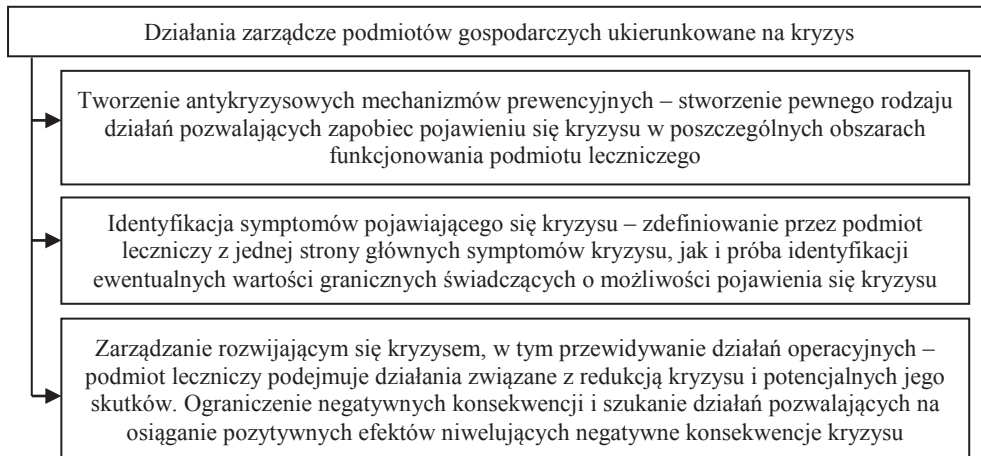 Działania zarządcze podmiotów gospodarczych ukierunkowane na kryzys
Tworzenie antykryzysowych mechanizmów prewencyjnych – stworzenie pewnego rodzaju
działań pozwalających zapobiec pojawieniu się kryzysu w poszczególnych obszarach
funkcjonowania podmiotu leczniczego
Identyfikacja symptomów pojawiającego się kryzysu – zdefiniowanie przez podmiot
leczniczy z jednej strony głównych symptomów kryzysu, jak i próba identyfikacji
ewentualnych wartości granicznych świadczących o możliwości pojawienia się kryzysu
Zarządzanie rozwijającym się kryzysem, w tym przewidywanie działań operacyjnych –
podmiot leczniczy podejmuje działania związane z redukcją kryzysu i potencjalnych jego
skutków. Ograniczenie negatywnych konsekwencji i szukanie działań pozwalających na
osiąganie pozytywnych efektów niwelujących negatywne konsekwencje kryzysu